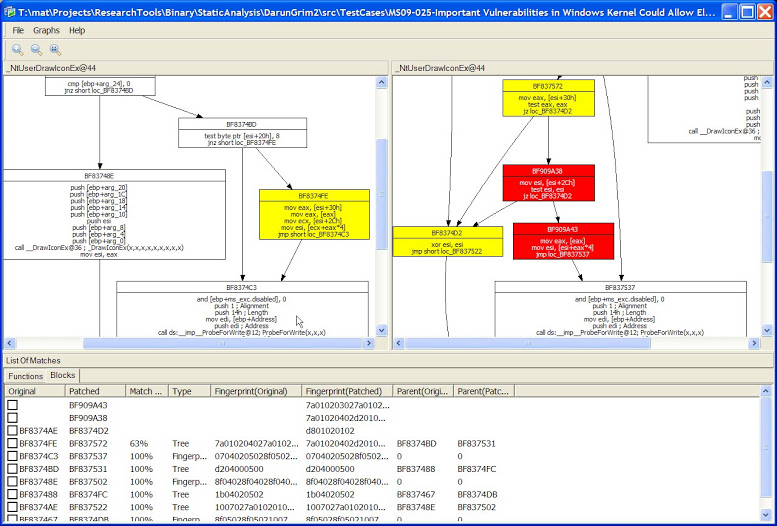 T:\mat\Projects\ResearchTools\Binary\StaticAnalysis\DarunGrim2\src\TestCases\MS09-025-Important Vulnerabilities in Windows Kernel Could Allow El...
File Graphs Help
_NtUserDrawIconEx@44
cmp [ebp+arg_24], 0
jnz short loc_BF8374BD
BF8374BD
test byte ptr [esi+20h], 8
jnz short loc_BF8374FE
BF83748E
push [ebp+arg_20]
push [ebp+arg_1C]
push [ebp+arg_18]
push [ebp+arg_14]
push [ebp+arg_10]
push esi
push [ebp+arg_8]
push [ebp+arg_4]
push [ebp+arg_0]
call __DrawIconEx@36 ; _DrawIconEx(x,x,x,x,x,x,x,x,x)
mov esi, eax
BF8374FE
mov eax, [esi+30h]
mov eax, [eax]
mov ecx, [esi+2Ch]
mov esi, [ecx+eax*4]
jmp short loc_BF8374C3
BF8374C3
and [ebp+ms_exc.disabled], 0
push 1 ; Alignment
push 14h ; Length
mov edi, [ebp+Address]
push edi ; Address
call ds:__imp__ProbeForWrite@12; ProbeForWrite(x,x,x)
_NtUserDrawIconEx@44
BF837572
mov eax, [esi+30h]
test eax, eax
jz loc_BF8374D2
BF909A38
mov esi, [esi+2Ch]
test esi, esi
jz loc_BF8374D2
BF8374D2
xor esi, esi
jmp short loc_BF837522
BF909A43
mov eax, [eax]
mov esi, [esi+eax*4]
jmp loc_BF837537
BF837537
and [ebp+ms_exc.disabled], 0
push 1 ; Alignment
push 14h ; Length
mov edi, [ebp+Address]
push edi ; Address
call ds:__imp__ProbeForWrite@12; ProbeForWrite(x,x,x)
push
push
push
push
push
call __DrawIconEx@36 ; _Dr
mo
List Of Matches
Functions Blocks
Original Patched Match ... Type Fingerprint(Original) Fingerprint(Patched) Parent(Origi... Parent(Patc...
BF909A43 7a010203027a0102...
BF909A38 7a01020402d2010...
BF8374AE BF8374D2 d801020102
BF8374FE BF837572 63% Tree 7a010204027a010... 7a01020402d2010... BF8374BD BF837531
BF8374C3 BF837537 100% Fingerp... 07040205028f0502... 07040205028f0502... 0 0
BF8374BD BF837531 100% Tree d204000500 d204000500 BF837488 BF8374FC
BF83748E BF837502 100% Fingerp... 8f04028f04028f04... 8f04028f04028f04... 0 0
BF837488 BF8374FC 100% Tree 1b04020502 1b04020502 BF837467 BF8374DB
BF8374AE BF837522 100% Tree 1007027a0102010... 1007027a0102010... BF83748E BF837502
BF837467 BF8374DB 100% Fingerp... 8f05028f05021007... 8f05028f05021007... 0 0